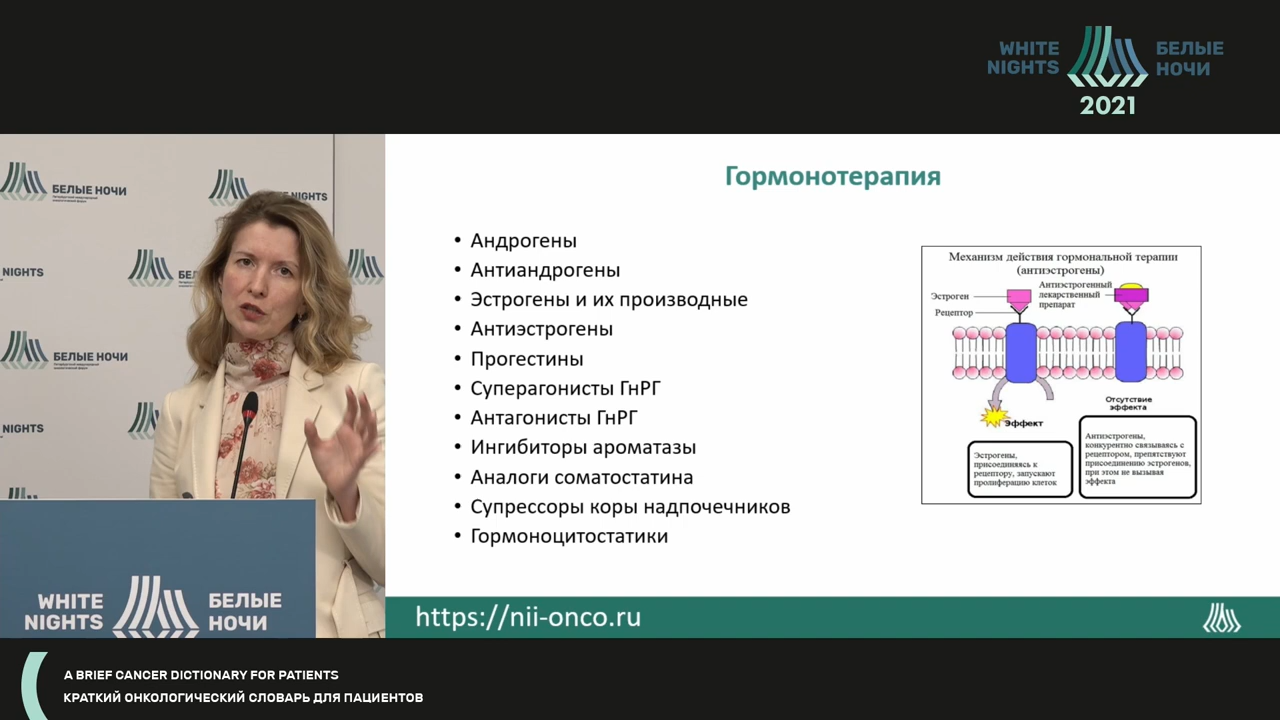 WHITE
NIGHTS
БЕЛЫЕ
НОЧИ
2021
БЕЛЫЕ НОЧИ
NIGHTS
NIGHTS
БЕЛЫЕ НОЧИ
NIGHTS
WHITE
NIGHTS
БЕЛЫЕ
НОЧИ
Гормонотерапия
• Андрогены
• Антиандрогены
• Эстрогены и их производные
• Антиэстрогены
• Прогестины
• Суперагонисты ГнРГ
• Антагонисты ГнРГ
• Ингибиторы ароматазы
• Аналоги соматостатина
• Супрессоры коры надпочечников
• Гормоноцитостатики
Механизм действия гормональной терапии
(антиэстрогены)
Эстроген
Рецептор
Антиэстрогенный
лекарственный
препарат
Эффект
Отсутствие
эффекта
Эстрогены,
присоединяясь к
рецептору, запускают
пролиферацию клеток
Антиэстрогены,
конкурентно связываясь с
рецептором, препятствуют
присоединению эстрогенов,
при этом не вызывая
эффекта
https://nii-onco.ru
A BRIEF CANCER DICTIONARY FOR PATIENTS
КРАТКИЙ ОНКОЛОГИЧЕСКИЙ СЛОВАРЬ ДЛЯ ПАЦИЕНТОВ